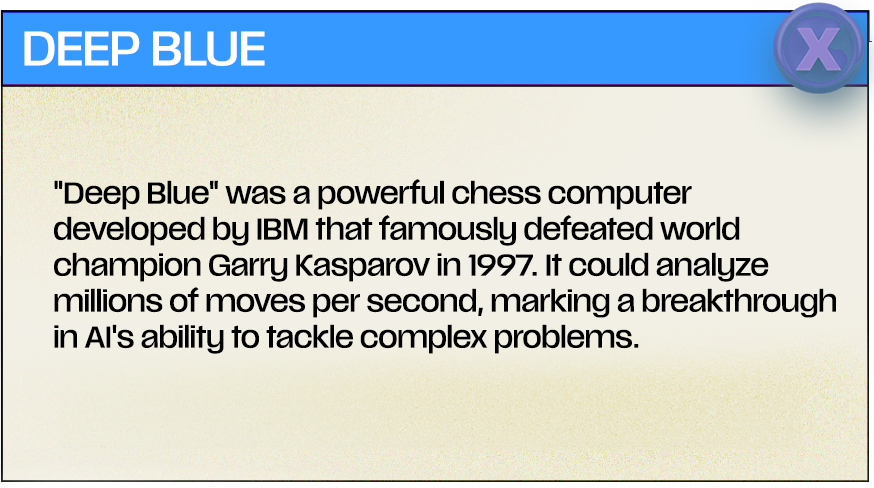 DEEP BLUE
X
"Deep Blue" was a powerful chess computer
developed by IBM that famously defeated world
champion Garry Kasparov in 1997. It could analyze
millions of moves per second, marking a breakthrough
in AI's ability to tackle complex problems.